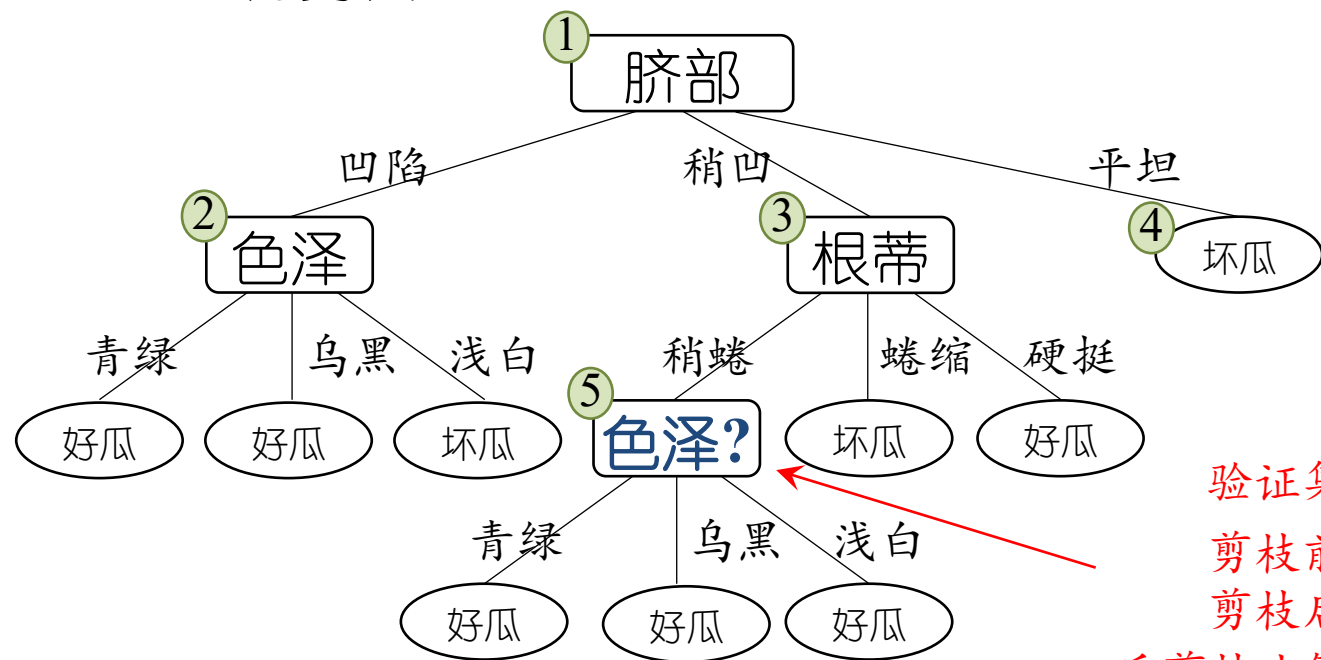 1
脐部
凹陷 稍凹 平坦
2 3 4
色泽 根蒂 坏瓜
青绿 乌黑 浅白 稍蜷 蜷缩 硬挺
5
好瓜 好瓜 坏瓜 色泽? 坏瓜 好瓜
验证
青绿 乌黑 浅白 剪枝
剪枝
好瓜 好瓜 好瓜